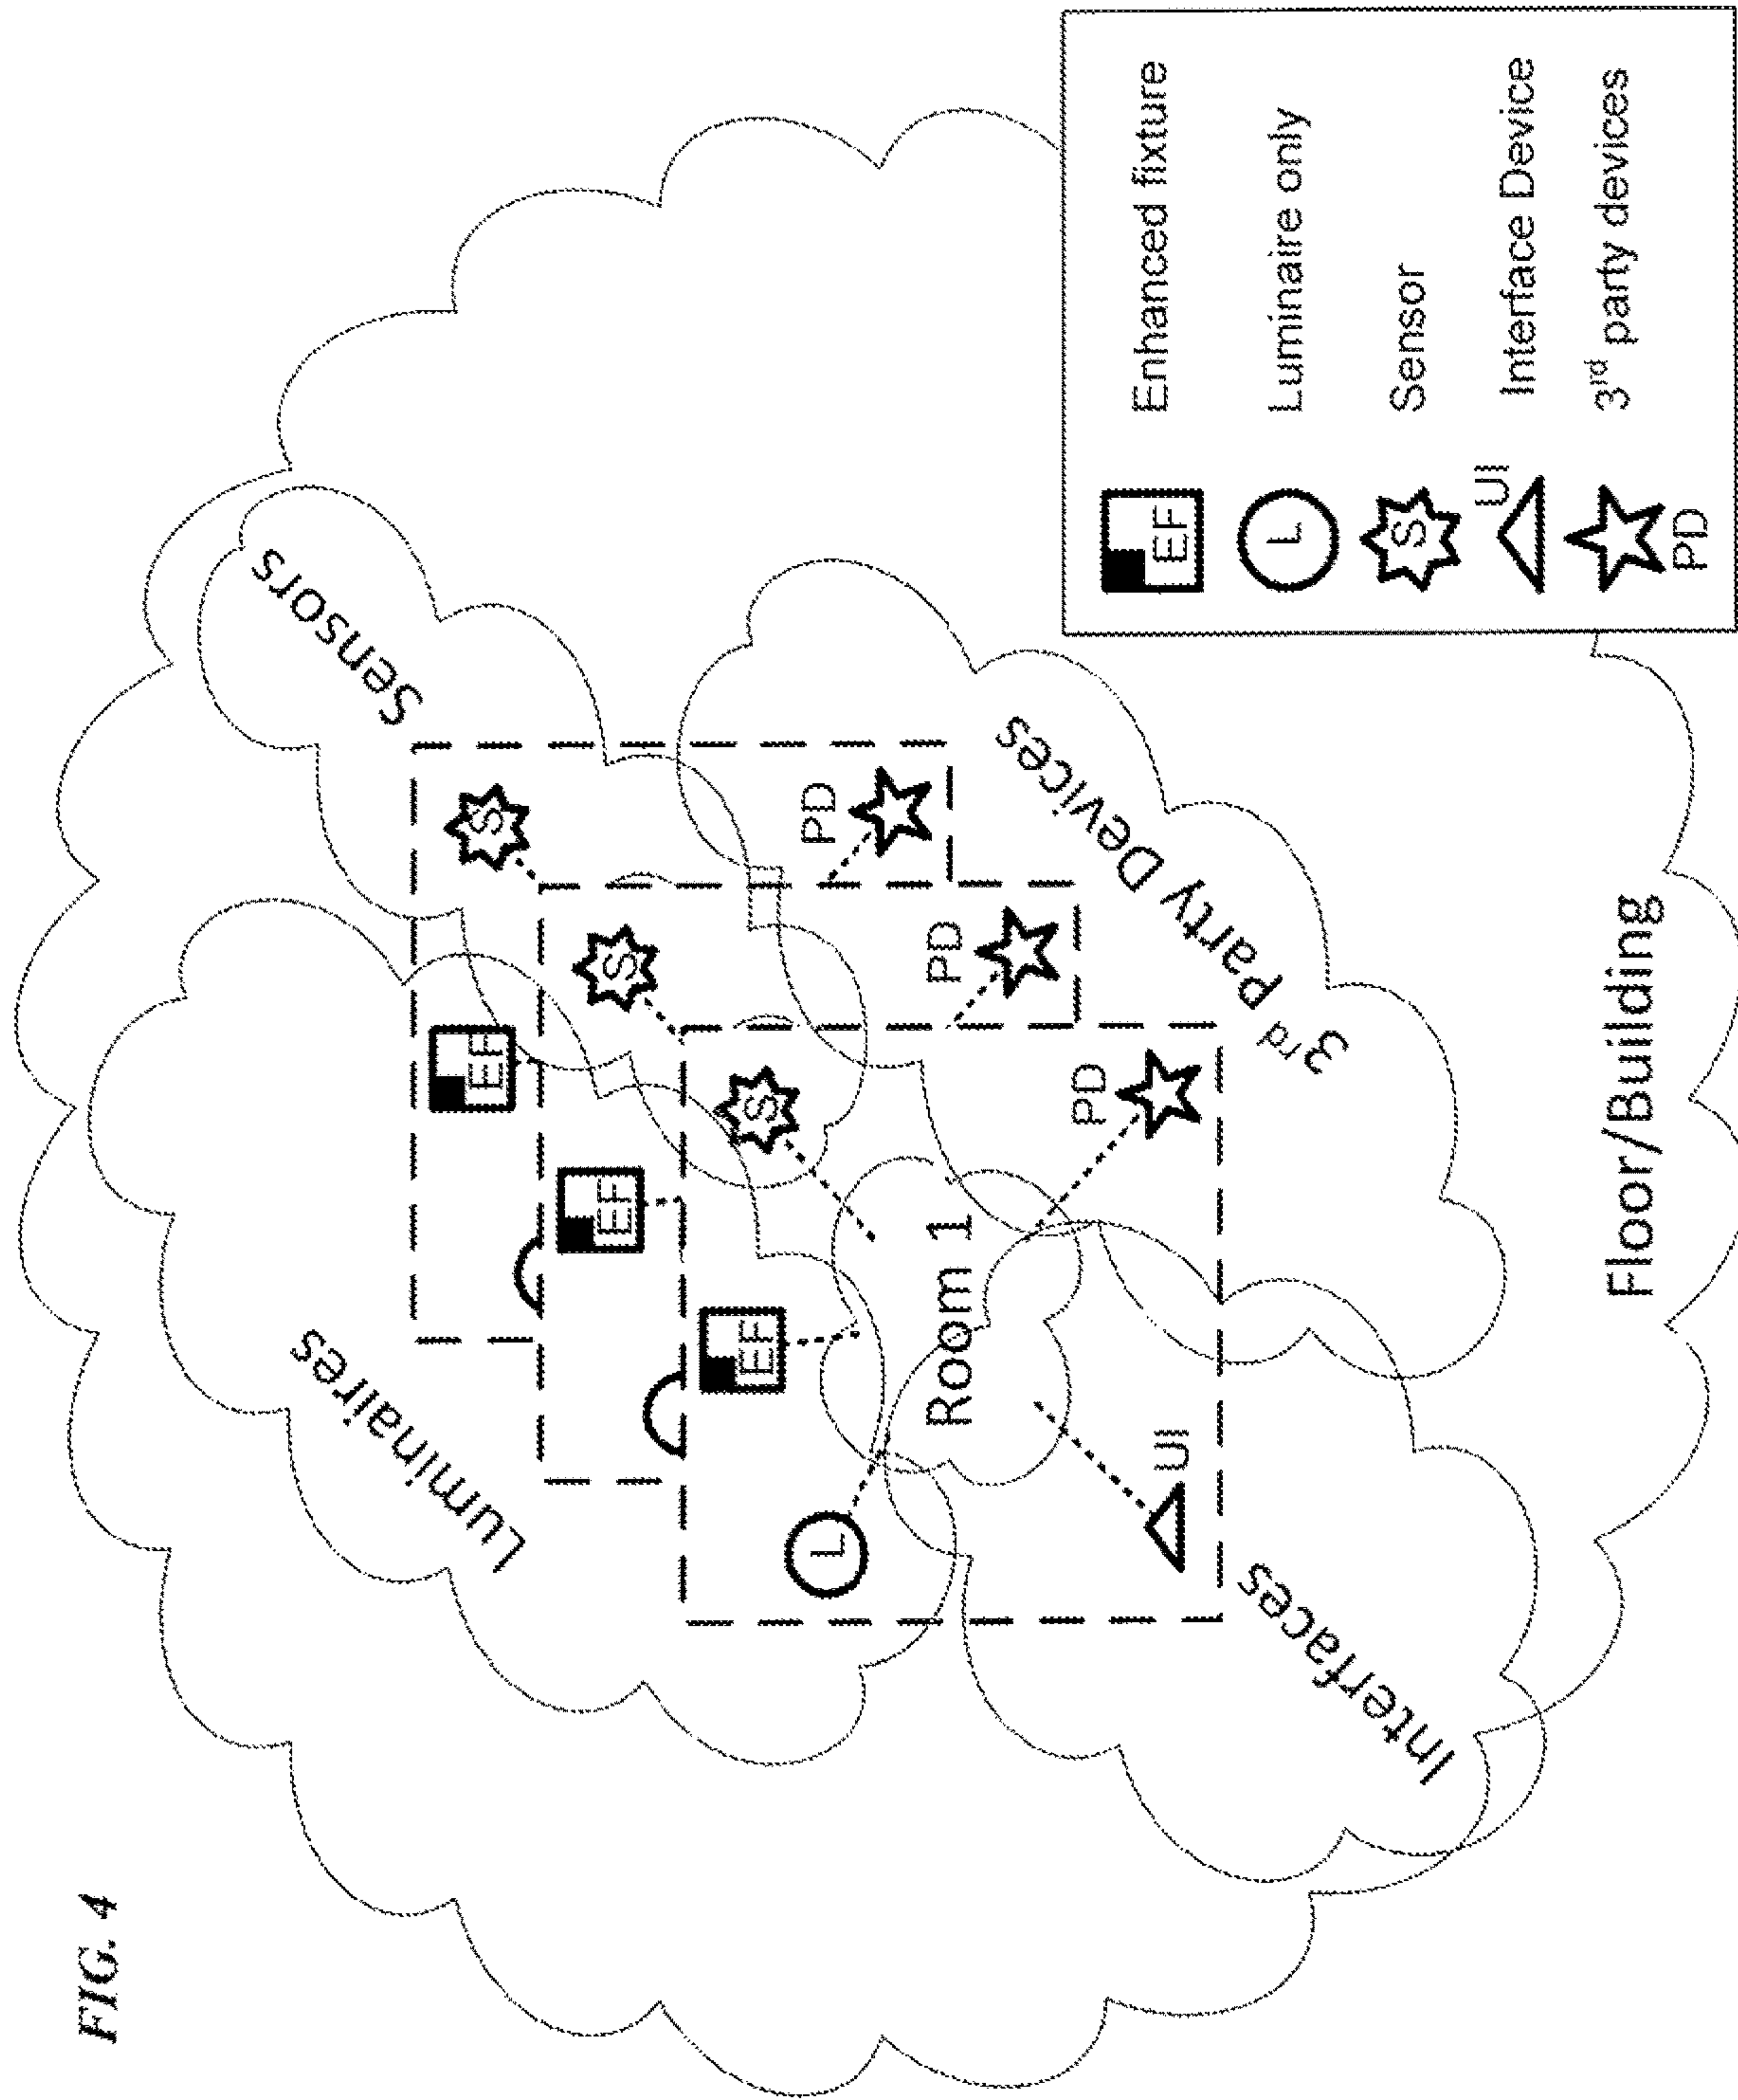 FIG. 4
Luminaires
Sensors
EF
S
EF
S
EF
S
L
Room 1
PD
PD
PD
UI
Interfaces
3rd Party Devices
Floor/Building
EF Enhanced fixture
L Luminaire only
S Sensor
UI Interface Device
PD 3rd party devices